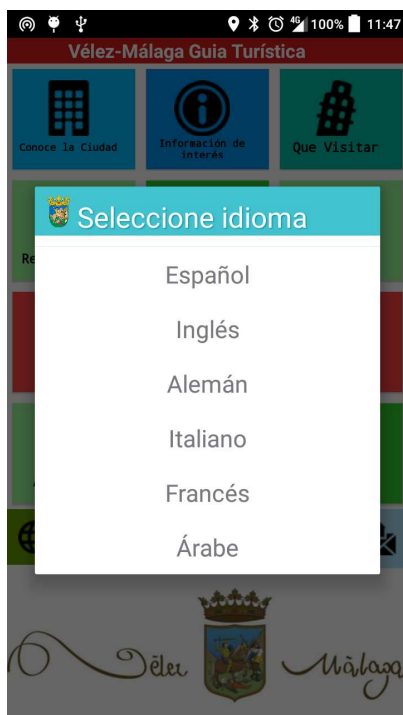 4G 100% 11:47
Vélez-Málaga Guia Turística
Conoce la Ciudad
Información de
interés
Que Visitar
Seleccione idioma
Re
Español
Inglés
Alemán
Italiano
Francés
Árabe
Vélez Málaga